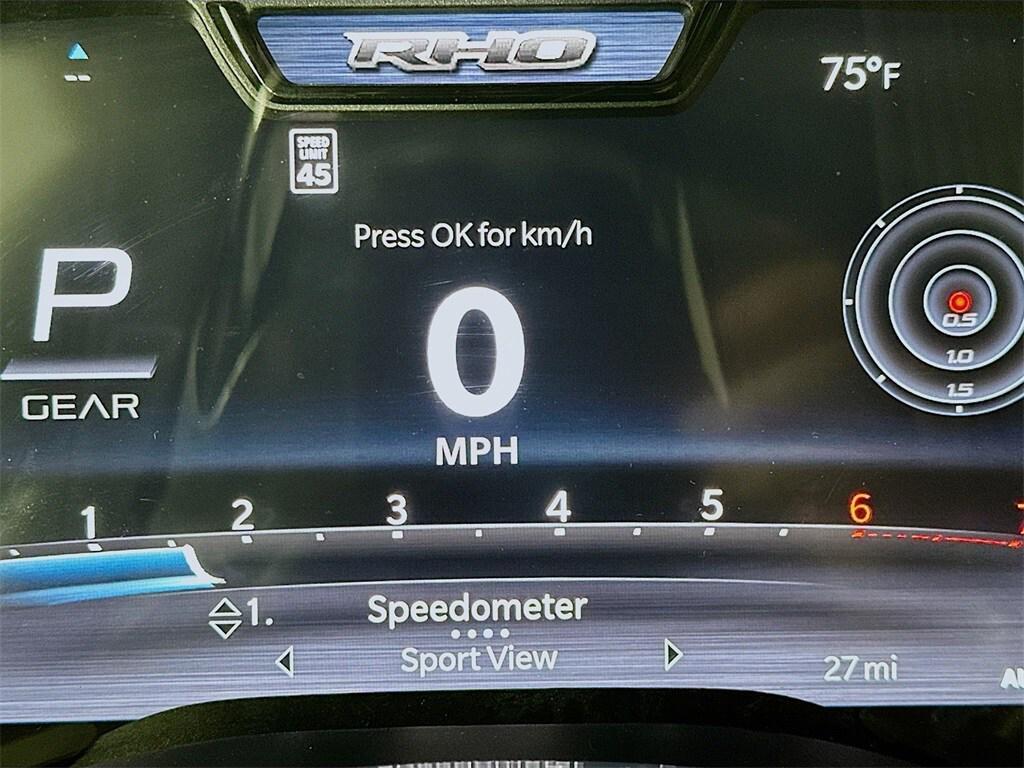 RHO
--
75°F
SPEED
LIMIT
45
Press OK for km/h
P
GEAR
0
MPH
0.5
1.0
1.5
1 2 3 4 5 6 7
1. Speedometer
Sport View
27 mi